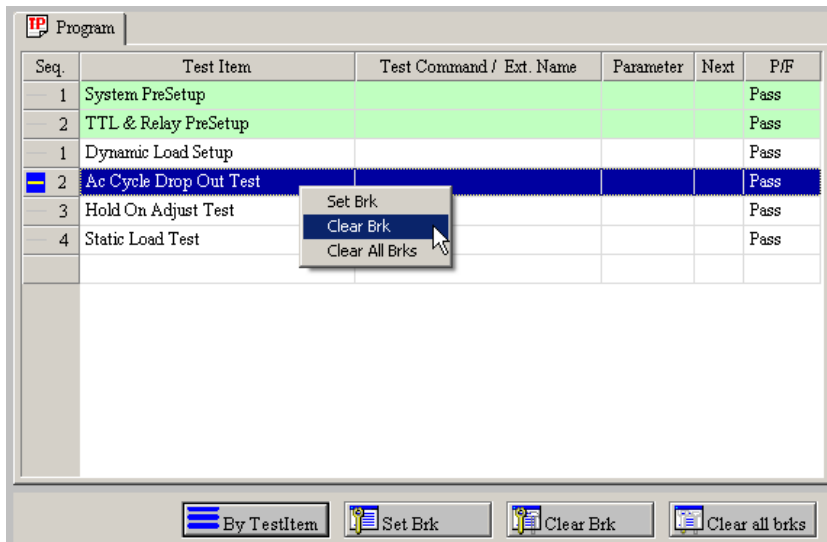 TP Program
Seq. Test Item Test Command / Ext. Name Parameter Next P/F
1 System PreSetup Pass
2 TTL & Relay PreSetup Pass
1 Dynamic Load Setup Pass
2 Ac Cycle Drop Out Test Pass
Set Brk
3 Hold On Adjust Test Pass
Clear Brk
4 Static Load Test Pass
Clear All Brks
By TestItem Set Brk Clear Brk Clear all brks